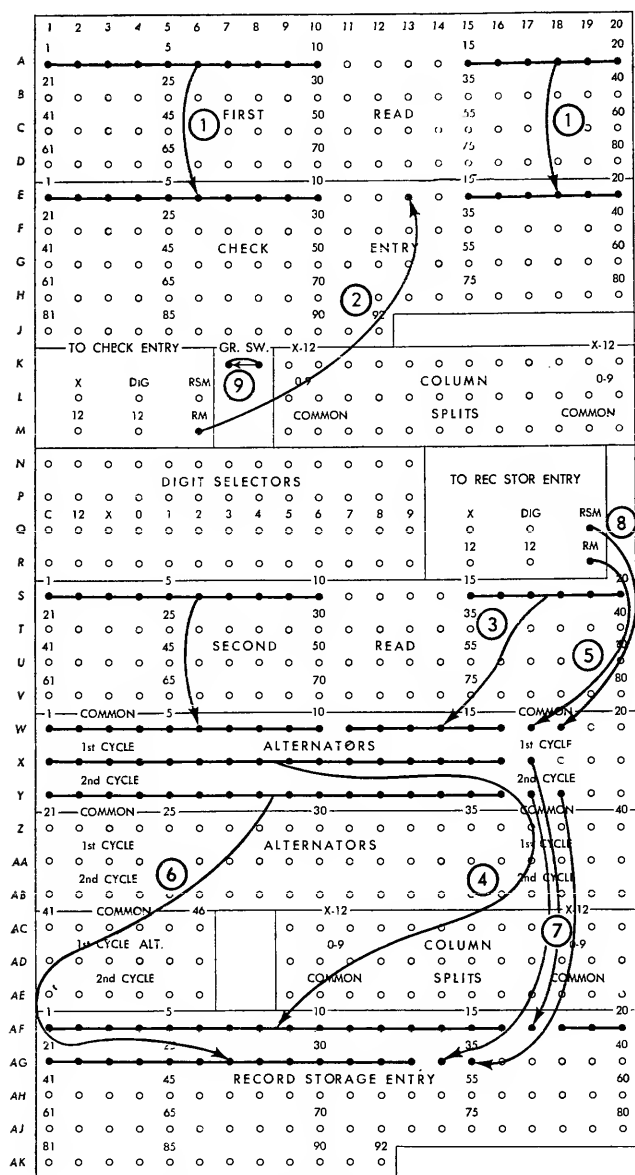 1 2 3 4 5 6 7 8 9 10 11 12 13 14 15 16 17 18 19 20
1 5 10 15 20
A
21 25 30 35 40
B
41 45 FIRST 50 READ 55 60
C 1 1
61 65 70 75 80
D
1 5 10 15 20
E
21 25 30 35 40
F
41 45 CHECK 50 ENTRY 55 60
G
61 65 70 75 80
H 2
81 85 90 92
J
TO CHECK ENTRY GR. SW. X-12 X-12
K
X DIG RSM 9 0-9 COLUMN 0-9
L
12 12 RM COMMON SPLITS COMMON
M
N
DIGIT SELECTORS TO REC STOR ENTRY
P
C 12 X 0 1 2 3 4 5 6 7 8 9 X DIG RSM 8
Q
12 12 RM
R
1 5 10 15 20
S
21 25 30 35 40
T 3
41 45 SECOND 50 READ 55
U 5
61 65 70 75 80
V
1 COMMON 5 10 15 COMMON
W
1st CYCLE ALTERNATORS 1st CYCLE
X
2nd CYCLE 2nd CYCLE
Y
21 COMMON 25 30 35 COMMON 40
Z
1st CYCLE ALTERNATORS 1st CYCLE
AA 6 4
2nd CYCLE 2nd CYCLE
AB
41 COMMON 46 X-12 X-12
AC 7
1st CYCLE ALT. 0-9 COLUMN 0-9
AD
2nd CYCLE COMMON SPLITS COMMON
AE
1 5 10 15 20
AF
21 25 30 35 40
AG
41 45 RECORD STORAGE ENTRY 55 60
AH
61 65 70 75 80
AJ
81 85 90 92
AK